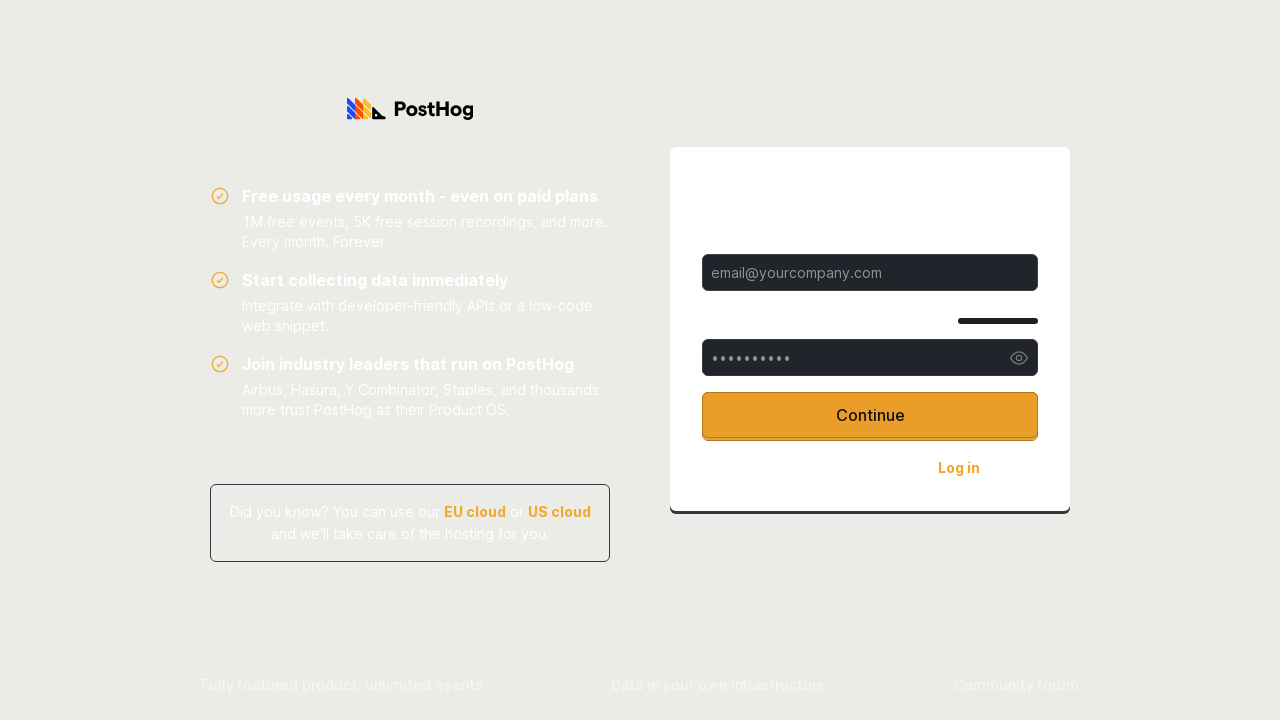 PostHog
Free usage every month - even on paid plans
1M free events, 5K free session recordings, and more.
Every month. Forever.
Start collecting data immediately
Integrate with developer-friendly APIs or a low-code
web snippet.
Join industry leaders that run on PostHog
Airbus, Hasura, Y Combinator, Staples, and thousands
more trust PostHog as their Product OS.
Did you know? You can use our EU cloud or US cloud
and we'll take care of the hosting for you.
email@yourcompany.com
••••••••••
Continue
Log in
Fully featured product, unlimited events
Data in your own infrastructure
Community forum